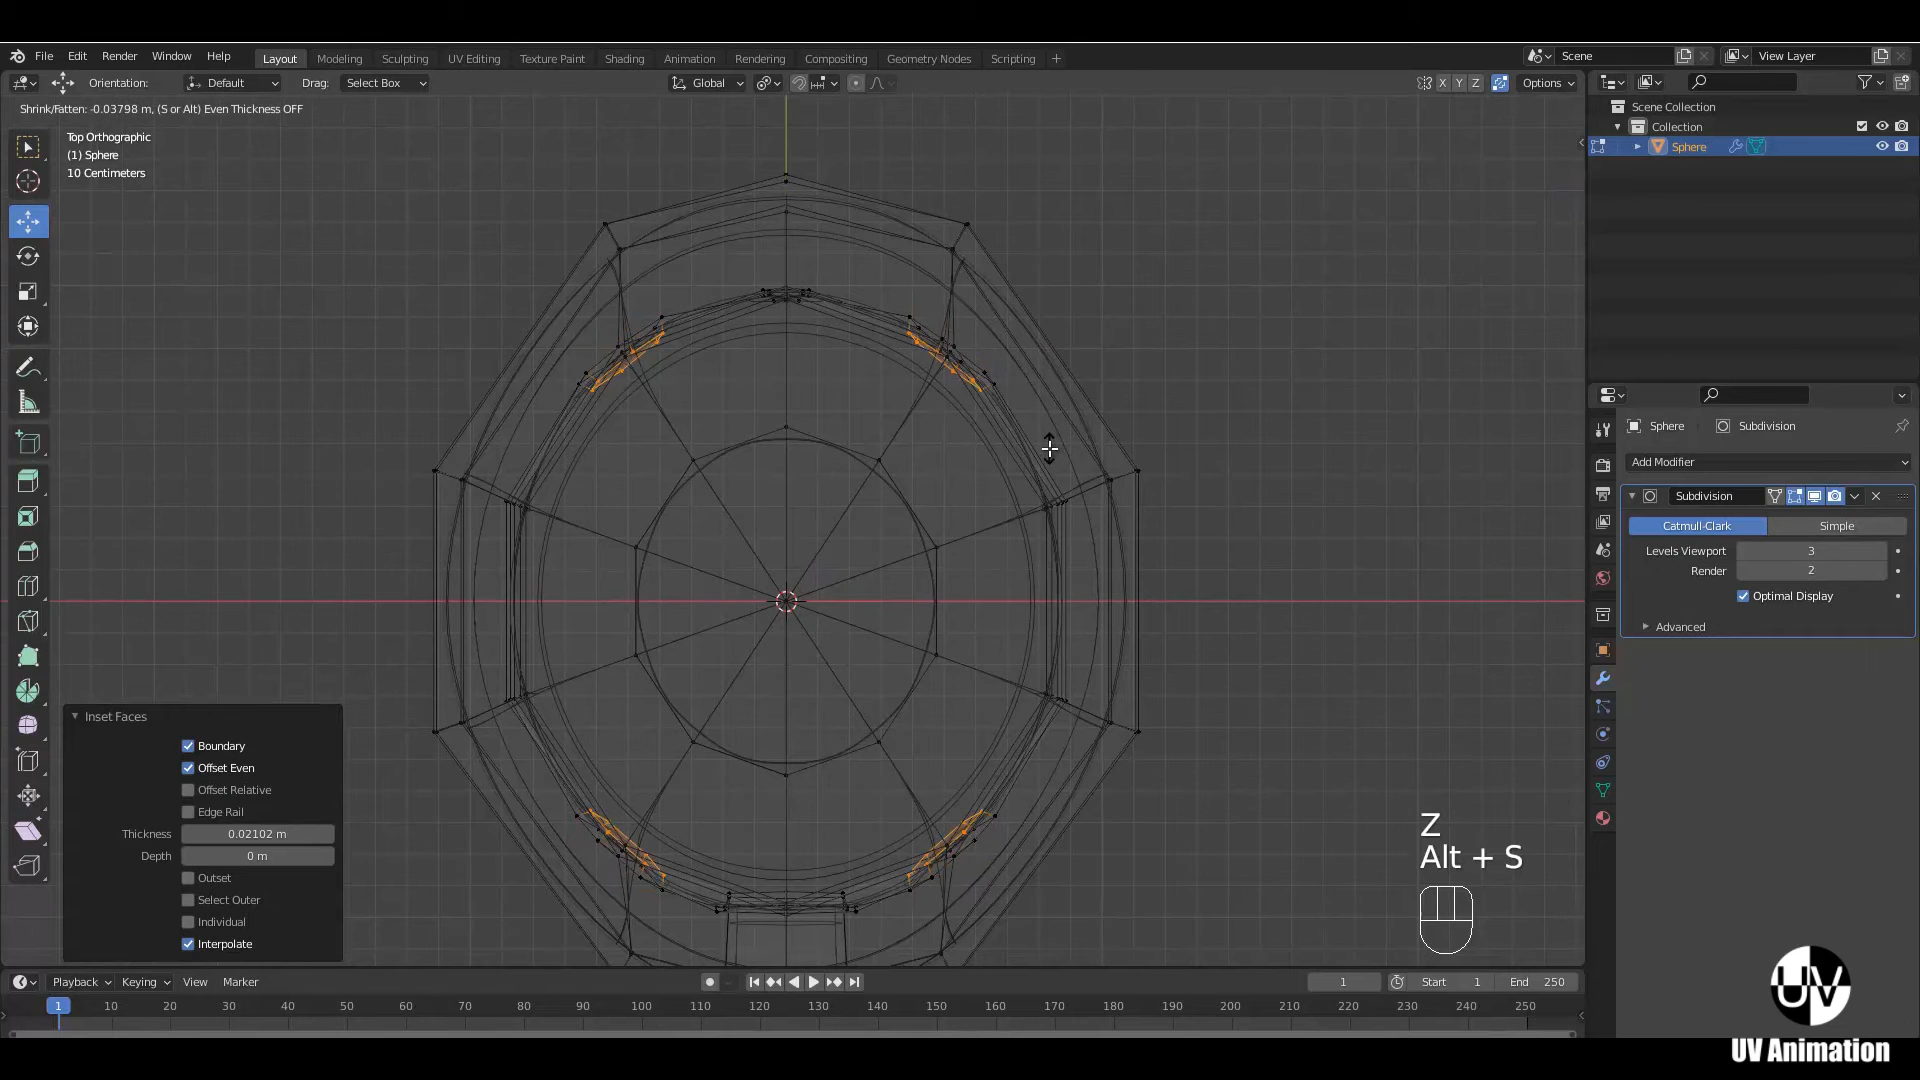 File Edit Render Window Help Layout Modeling Sculpting UV Editing Texture Paint Shading Animation Rendering Compositing Geometry Nodes Scripting + Scene View Layer
Orientation: Default Drag: Select Box Global X Y Z Options
Shrink/Fatten: -0.03798 m, (S or Alt) Even Thickness OFF
Top Orthographic
(1) Sphere
10 Centimeters
Scene Collection
Collection
Sphere
Sphere Subdivision
Add Modifier
Subdivision
Catmull-Clark Simple
Levels Viewport 3
Render 2
Optimal Display
Advanced
Inset Faces
Boundary
Offset Even
Offset Relative
Edge Rail
Thickness 0.02102 m
Depth 0 m
Outset
Select Outer
Individual
Interpolate
Z
Alt + S
Playback Keying View Marker 1 Start 1 End 250
1 10 20 30 40 50 60 70 80 90 100 110 120 130 140 150 160 170 180 190 200 210 220 230 240 250
UV
UV Animation